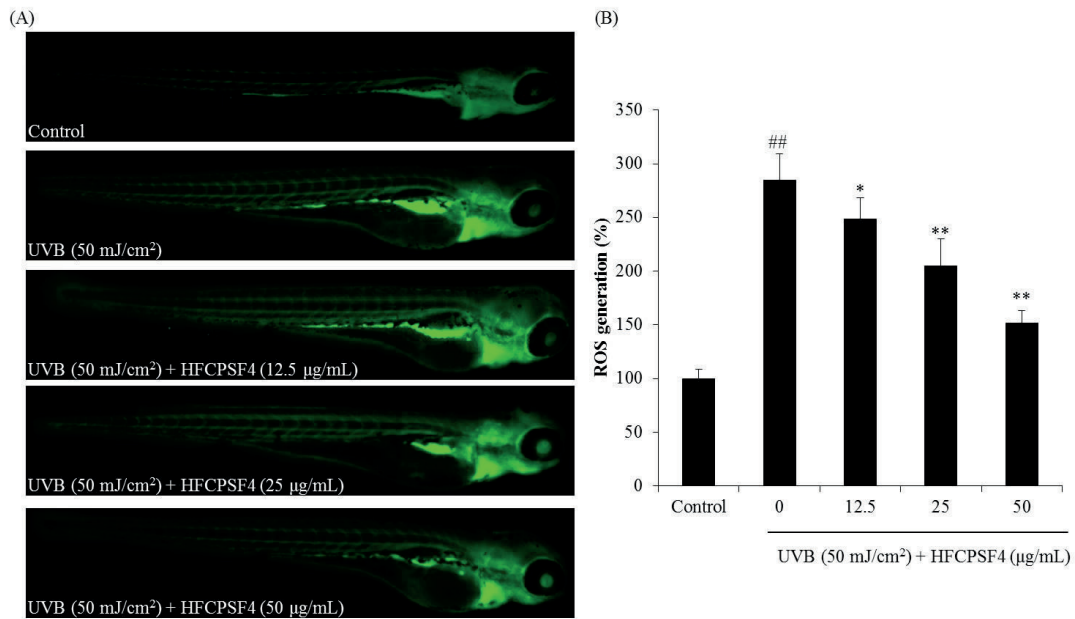 (A)
Control
UVB (50 mJ/cm²)
UVB (50 mJ/cm²) + HFCPSF4 (12.5 µg/mL)
UVB (50 mJ/cm²) + HFCPSF4 (25 µg/mL)
UVB (50 mJ/cm²) + HFCPSF4 (50 µg/mL)
(B)
ROS generation (%)
350
300
250
200
150
100
50
0
##
*
**
**
Control 0 12.5 25 50
UVB (50 mJ/cm²) + HFCPSF4 (µg/mL)